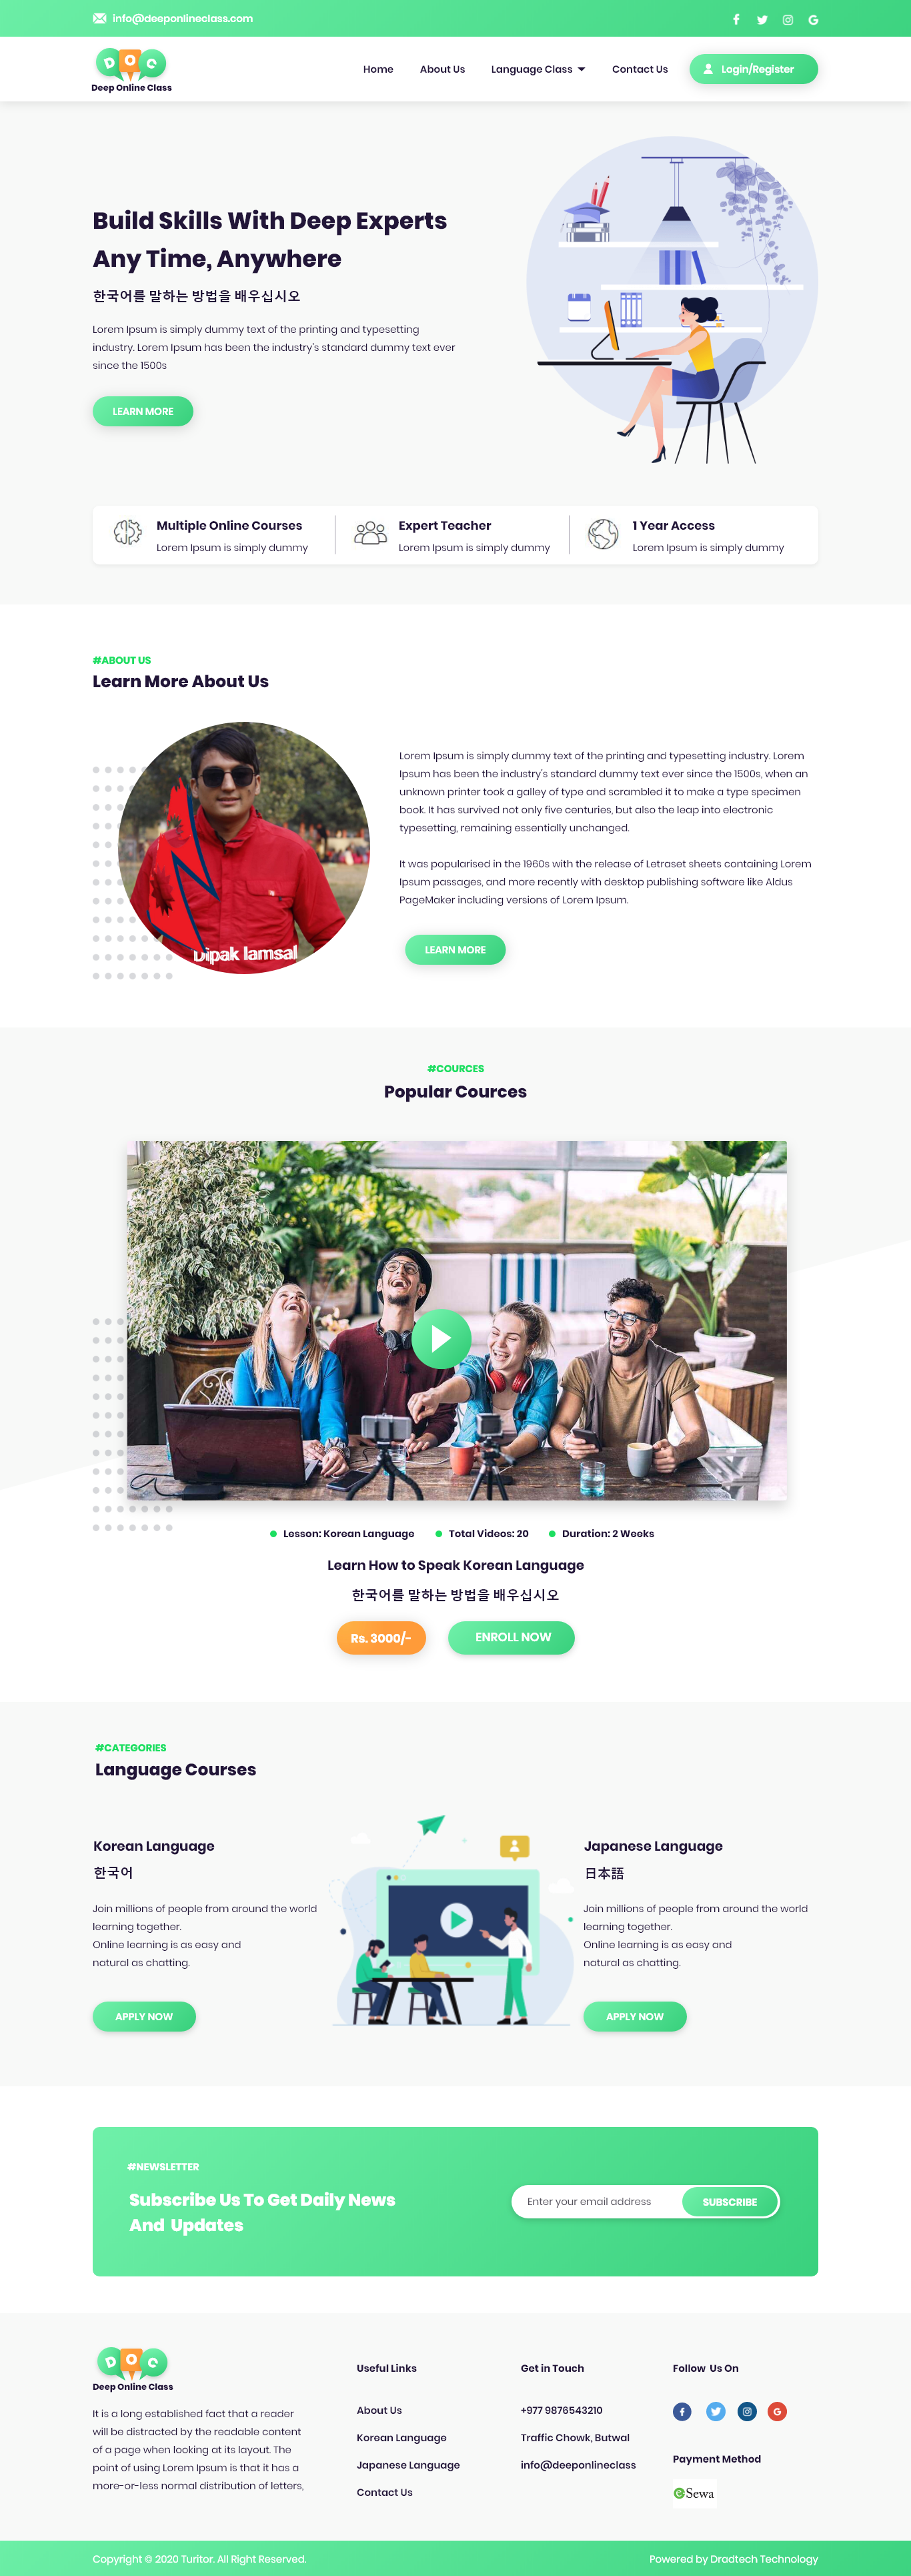 info@deeponlineclass.com
DOC
Deep Online Class
Home
About Us
Language Class
Contact Us
Login/Register
Build Skills With Deep Experts
Any Time, Anywhere
한국어를 말하는 방법을 배우십시오
Lorem Ipsum is simply dummy text of the printing and typesetting
industry. Lorem Ipsum has been the industry's standard dummy text ever
since the 1500s
LEARN MORE
Multiple Online Courses
Lorem Ipsum is simply dummy
Expert Teacher
Lorem Ipsum is simply dummy
1 Year Access
Lorem Ipsum is simply dummy
#ABOUT US
Learn More About Us
Dipak lamsal
Lorem Ipsum is simply dummy text of the printing and typesetting industry. Lorem
Ipsum has been the industry's standard dummy text ever since the 1500s, when an
unknown printer took a galley of type and scrambled it to make a type specimen
book. It has survived not only five centuries, but also the leap into electronic
typesetting, remaining essentially unchanged.
It was popularised in the 1960s with the release of Letraset sheets containing Lorem
Ipsum passages, and more recently with desktop publishing software like Aldus
PageMaker including versions of Lorem Ipsum.
LEARN MORE
#COURCES
Popular Cources
Lesson: Korean Language
Total Videos: 20
Duration: 2 Weeks
Learn How to Speak Korean Language
한국어를 말하는 방법을 배우십시오
Rs. 3000/-
ENROLL NOW
#CATEGORIES
Language Courses
Korean Language
한국어
Join millions of people from around the world
learning together.
Online learning is as easy and
natural as chatting.
APPLY NOW
Japanese Language
日本語
Join millions of people from around the world
learning together.
Online learning is as easy and
natural as chatting.
APPLY NOW
#NEWSLETTER
Subscribe Us To Get Daily News
And Updates
Enter your email address
SUBSCRIBE
DOC
Deep Online Class
It is a long established fact that a reader
will be distracted by the readable content
of a page when looking at its layout. The
point of using Lorem Ipsum is that it has a
more-or-less normal distribution of letters,
Useful Links
About Us
Korean Language
Japanese Language
Contact Us
Get in Touch
+977 9876543210
Traffic Chowk, Butwal
info@deeponlineclass
Follow Us On
Payment Method
eSewa
Copyright © 2020 Turitor. All Right Reserved.
Powered by Dradtech Technology